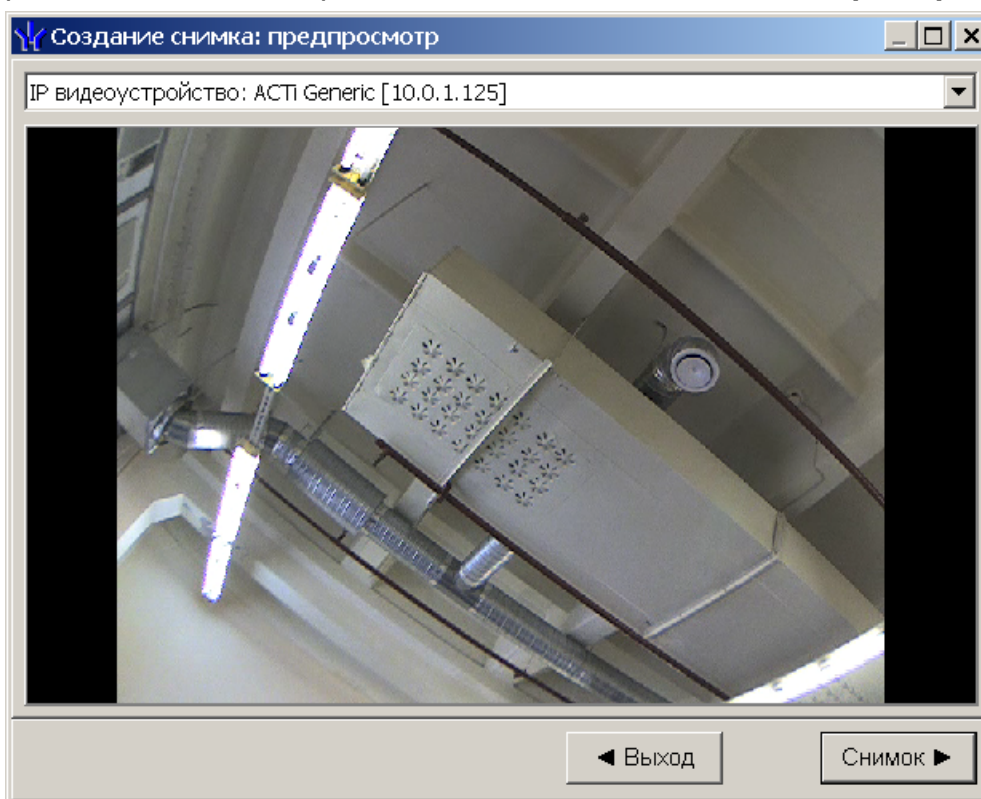 Создание снимка: предпросмотр
IP видеоустройство: ACTi Generic [10.0.1.125]
◄ Выход
Снимок ►